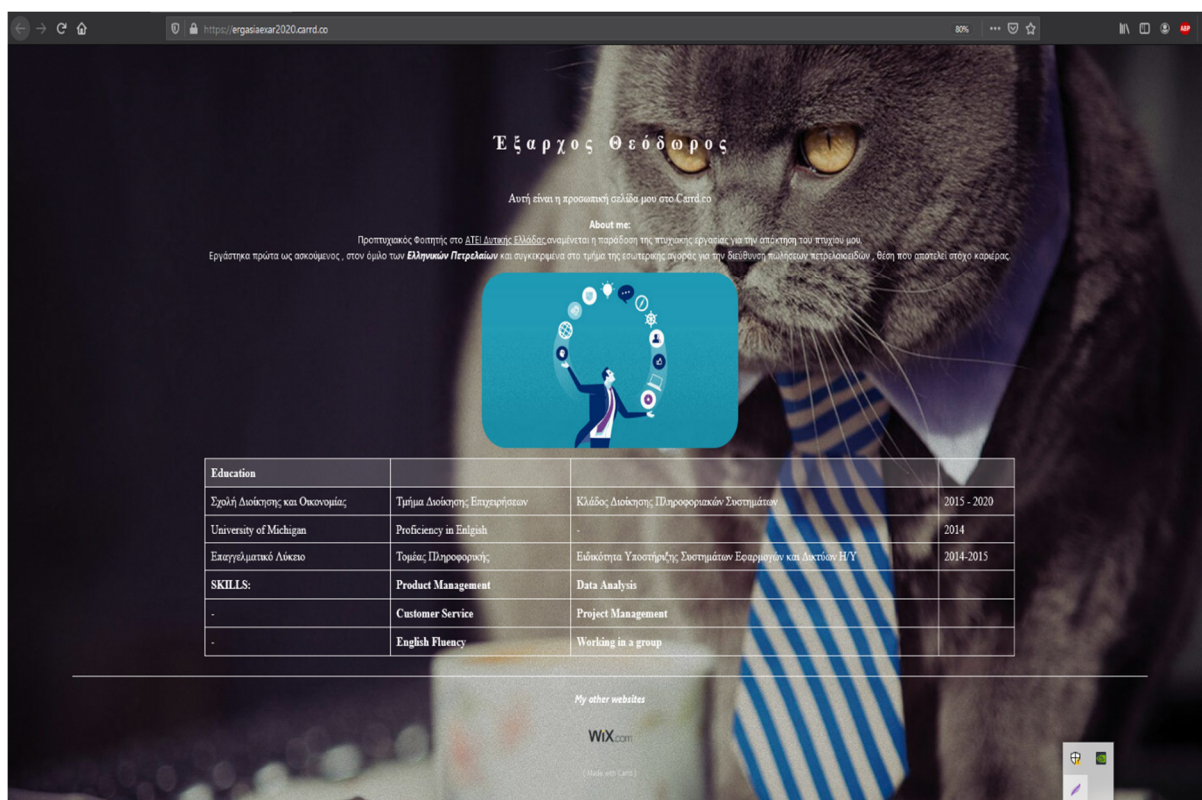 https://ergasiaexar2020.carrd.co
80%
ABP
Έξαρχος Θεόδωρος
Αυτή είναι η προσωπική σελίδα μου στο Carrd.co
About me:
Προπτυχιακός Φοιτητής στο ΑΤΕΙ Δυτικής Ελλάδας αναμένεται η παράδοση της πτυχιακής εργασίας για την απόκτηση του πτυχίου μου.
Εργάστηκα πρώτα ως ασκούμενος , στον όμιλο των Ελληνικών Πετρελαίων και συγκεκριμένα στο τμήμα της εσωτερικής αγοράς για την διεύθυνση πωλήσεων πετρελαιοειδών , θέση που αποτελεί στόχο καριέρας.
Education
Σχολή Διοίκησης και Οικονομίας Τμήμα Διοίκησης Επιχειρήσεων Κλάδος Διοίκησης Πληροφοριακών Συστημάτων 2015 - 2020
University of Michigan Proficiency in Enlgish - 2014
Επαγγελματικό Λύκειο Τομέας Πληροφορικής Ειδικότητα Υποστήριξης Συστημάτων Εφαρμογών και Δικτύων Η/Υ 2014-2015
SKILLS: Product Management Data Analysis
- Customer Service Project Management
- English Fluency Working in a group
My other websites
WiX.com
( Made with Carrd )